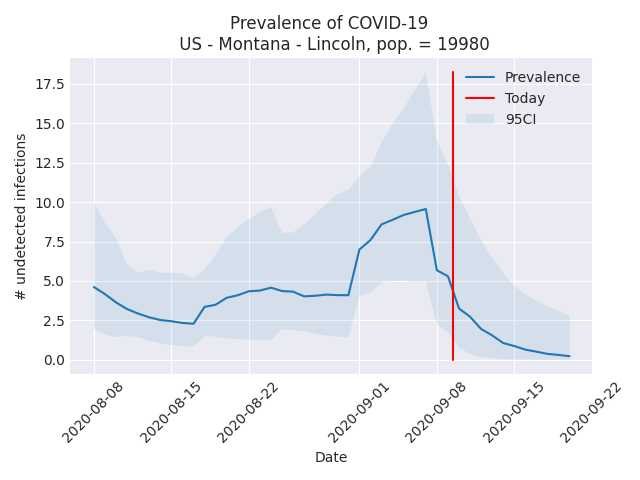 Prevalence of COVID-19
US - Montana - Lincoln, pop. = 19980
Prevalence
Today
95CI
17.5
15.0
12.5
10.0
7.5
5.0
2.5
0.0
# undetected infections
2020-08-08
2020-08-15
2020-08-22
2020-09-01
2020-09-08
2020-09-15
2020-09-22
Date